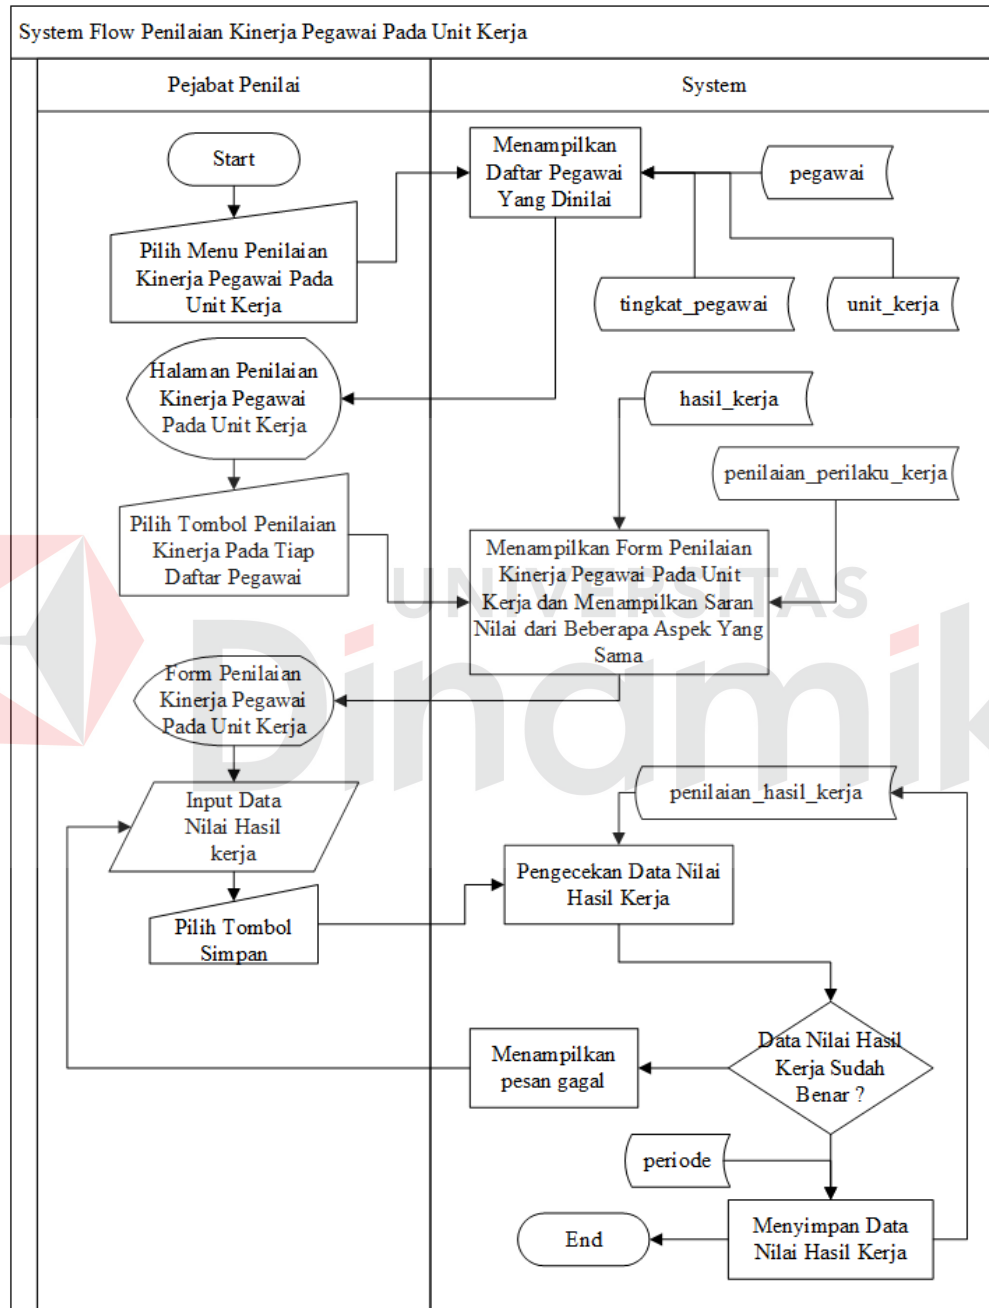 System Flow Penilaian Kinerja Pegawai Pada Unit Kerja
Pejabat Penilai
System
Start
Menampilkan
Daftar Pegawai
Yang Dinilai
pegawai
Pilih Menu Penilaian
Kinerja Pegawai Pada
Unit Kerja
tingkat_pegawai
unit_kerja
Halaman Penilaian
Kinerja Pegawai
Pada Unit Kerja
hasil_kerja
penilaian_perilaku_kerja
Pilih Tombol Penilaian
Kinerja Pada Tiap
Daftar Pegawai
Menampilkan Form Penilaian
Kinerja Pegawai Pada Unit
Kerja dan Menampilkan Saran
Nilai dari Beberapa Aspek Yang
Sama
UNIVERSITAS
Dinamik
Form Penilaian
Kinerja Pegawai
Pada Unit Kerja
Input Data
Nilai Hasil
kerja
penilaian_hasil_kerja
Pengecekan Data Nilai
Hasil Kerja
Pilih Tombol
Simpan
Data Nilai Hasil
Kerja Sudah
Benar ?
Menampilkan
pesan gagal
periode
Menyimpan Data
Nilai Hasil Kerja
End